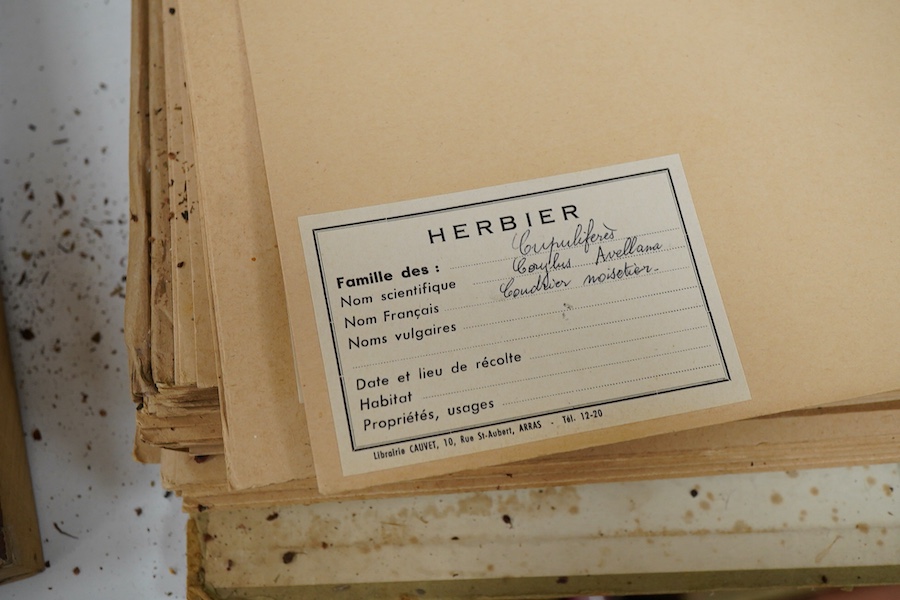 HERBIER
Famille des : Cupulifères
Nom scientifique Corylus Avellana
Nom Français Coudrier noisetier.
Noms vulgaires
Date et lieu de récolte
Habitat
Propriétés, usages
Librairie CAUVET, 10, Rue St-Aubert, ARRAS - Tél. 12-20